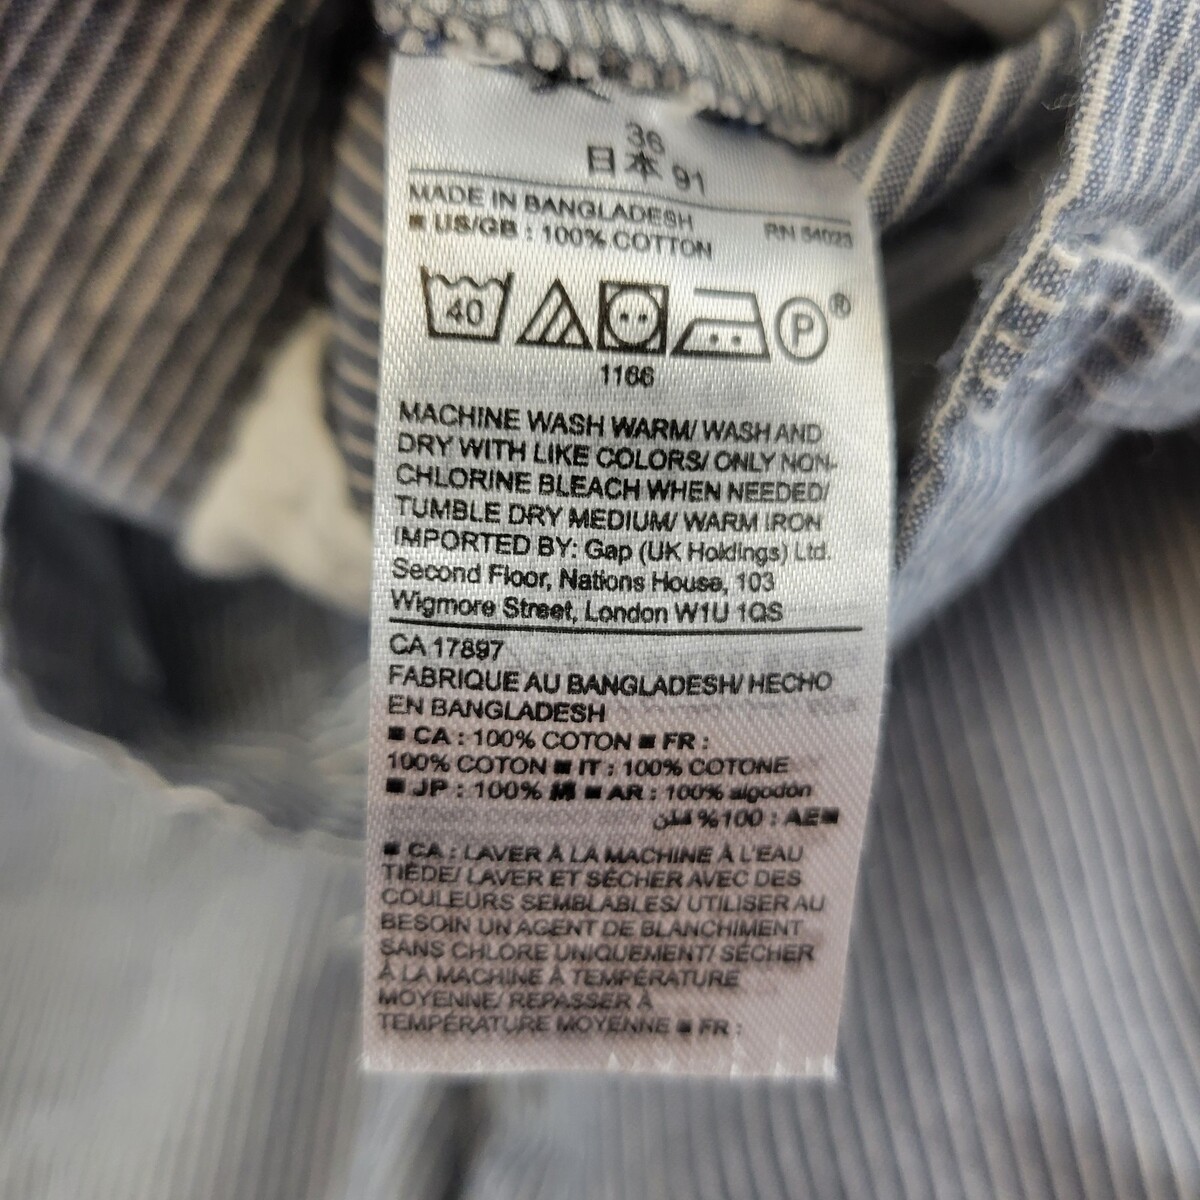 36
日本 91
MADE IN BANGLADESH
RN 54023
■ US/GB : 100% COTTON
40
P ®
1166
MACHINE WASH WARM/ WASH AND
DRY WITH LIKE COLORS/ ONLY NON-
CHLORINE BLEACH WHEN NEEDED/
TUMBLE DRY MEDIUM/ WARM IRON
IMPORTED BY: Gap (UK Holdings) Ltd.
Second Floor, Nations House, 103
Wigmore Street, London W1U 1QS
CA 17897
FABRIQUE AU BANGLADESH/ HECHO
EN BANGLADESH
■ CA : 100% COTON ■ FR :
100% COTON ■ IT : 100% COTONE
■ JP : 100% 綿 ■ AR : 100% algodón
■AE : 100% قطن
■ CA : LAVER À LA MACHINE À L'EAU
TIÈDE/ LAVER ET SÉCHER AVEC DES
COULEURS SEMBLABLES/ UTILISER AU
BESOIN UN AGENT DE BLANCHIMENT
SANS CHLORE UNIQUEMENT/ SÉCHER
À LA MACHINE À TEMPÉRATURE
MOYENNE/ REPASSER À
TEMPÉRATURE MOYENNE ■ FR :